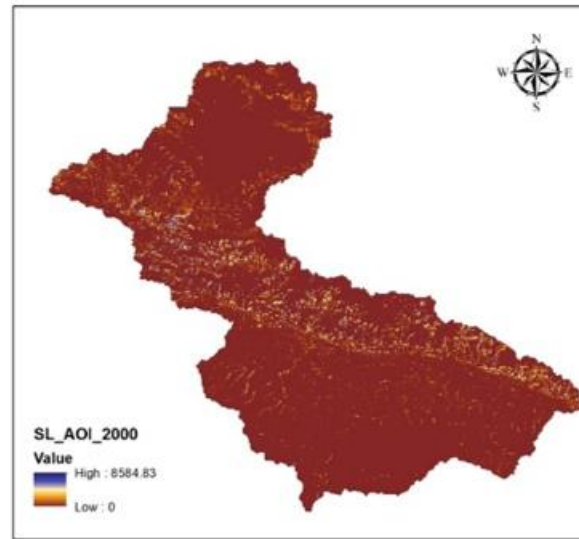 N
W E
S
SL_AOI_2000
Value
High : 8584.83
Low : 0